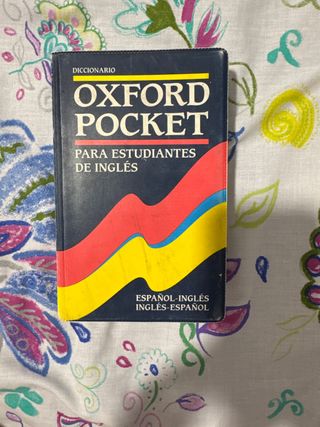 DICCIONARIO
OXFORD
POCKET
PARA ESTUDIANTES
DE INGLÉS
ESPAÑOL-INGLÉS
INGLÉS-ESPAÑOL